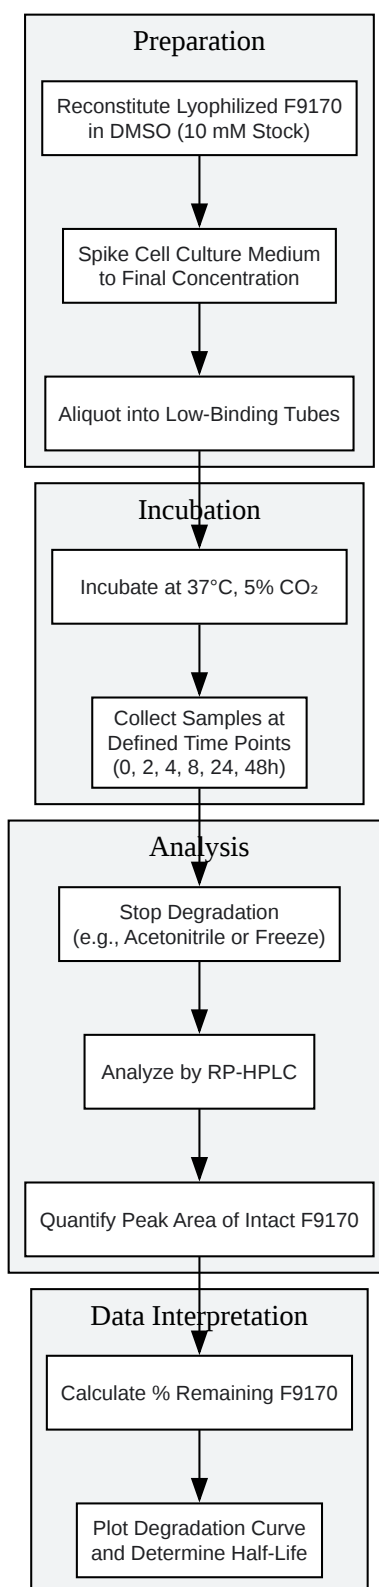 Preparation
Reconstitute Lyophilized F9170
in DMSO (10 mM Stock)
Spike Cell Culture Medium
to Final Concentration
Aliquot into Low-Binding Tubes
Incubation
Incubate at 37°C, 5% CO₂
Collect Samples at
Defined Time Points
(0, 2, 4, 8, 24, 48h)
Analysis
Stop Degradation
(e.g., Acetonitrile or Freeze)
Analyze by RP-HPLC
Quantify Peak Area of Intact F9170
Data Interpretation
Calculate % Remaining F9170
Plot Degradation Curve
and Determine Half-Life